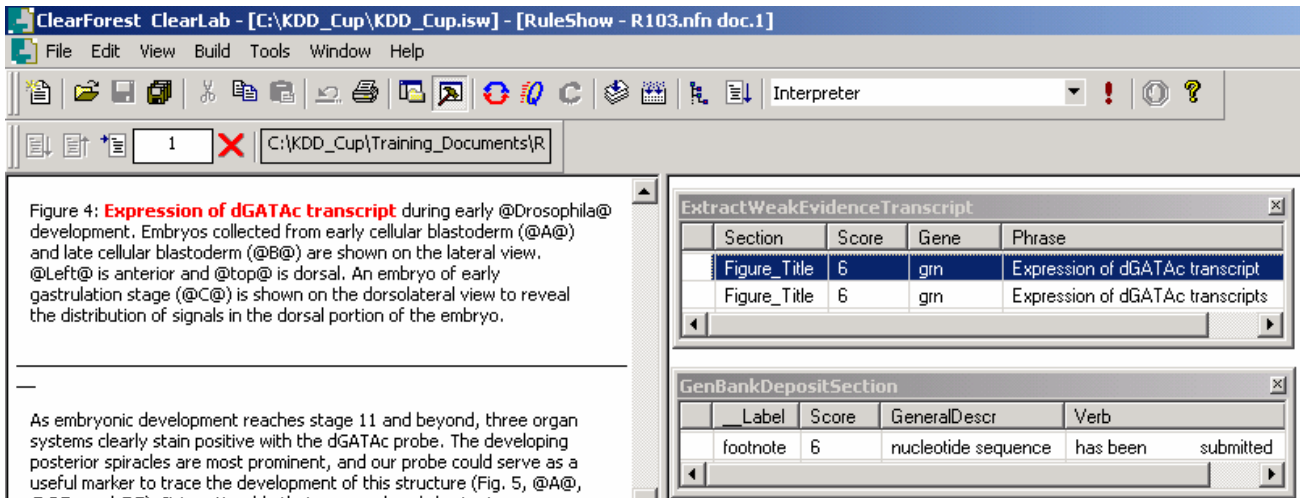 ClearForest ClearLab - [C:\KDD_Cup\KDD_Cup.isw] - [RuleShow - R103.nfn doc.1]
File Edit View Build Tools Window Help
Interpreter
1 C:\KDD_Cup\Training_Documents\R
Figure 4: Expression of dGATAc transcript during early @Drosophila@
development. Embryos collected from early cellular blastoderm (@A@)
and late cellular blastoderm (@B@) are shown on the lateral view.
@Left@ is anterior and @top@ is dorsal. An embryo of early
gastrulation stage (@C@) is shown on the dorsolateral view to reveal
the distribution of signals in the dorsal portion of the embryo.
As embryonic development reaches stage 11 and beyond, three organ
systems clearly stain positive with the dGATAc probe. The developing
posterior spiracles are most prominent, and our probe could serve as a
useful marker to trace the development of this structure (Fig. 5, @A@,
ExtractWeakEvidenceTranscript
Section Score Gene Phrase
Figure_Title 6 grn Expression of dGATAc transcript
Figure_Title 6 grn Expression of dGATAc transcripts
GenBankDepositSection
__Label Score GeneralDescr Verb
footnote 6 nucleotide sequence has been submitted